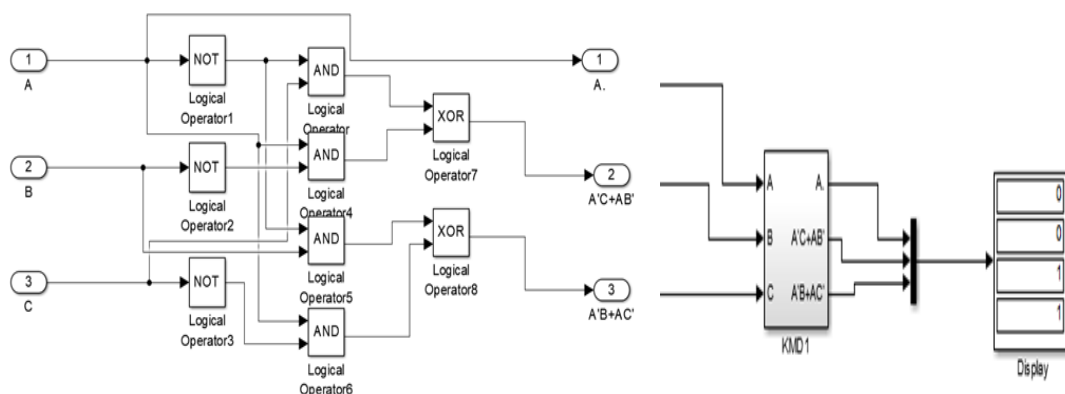 1
A
NOT
Logical
Operator1
AND
Logical
Operator
XOR
Logical
Operator7
1
A.
2
B
NOT
Logical
Operator2
AND
Logical
Operator4
2
A'C+AB'
3
C
NOT
Logical
Operator3
AND
Logical
Operator5
XOR
Logical
Operator8
3
A'B+AC'
AND
Logical
Operator6
A
B
C
A.
A'C+AB'
A'B+AC'
KMD1
0
0
1
1
Display